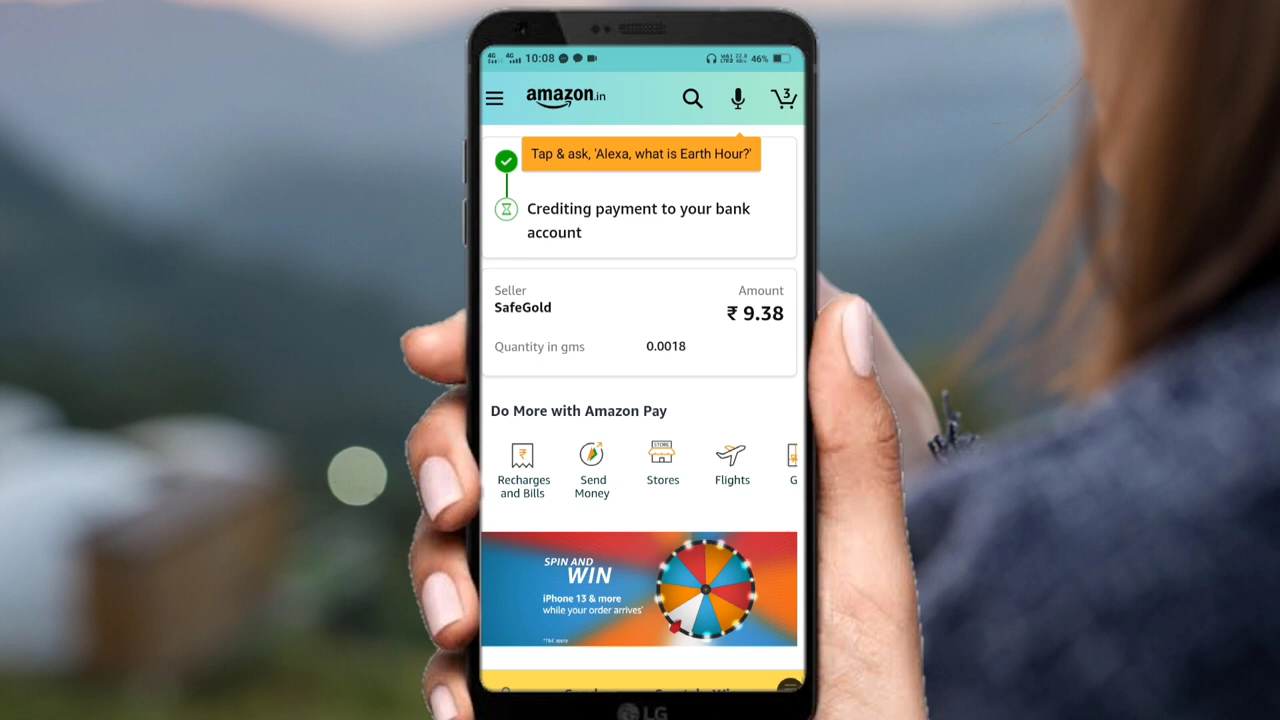 4G 4G 10:08 46%
amazon.in
3
Tap & ask, 'Alexa, what is Earth Hour?'
Crediting payment to your bank
account
Seller
Amount
SafeGold
₹ 9.38
Quantity in gms
0.0018
Do More with Amazon Pay
STORE
Recharges
and Bills
Send
Money
Stores
Flights
G
SPIN AND
WIN
iPhone 13 & more
while your order arrives*
*T&C apply
LG